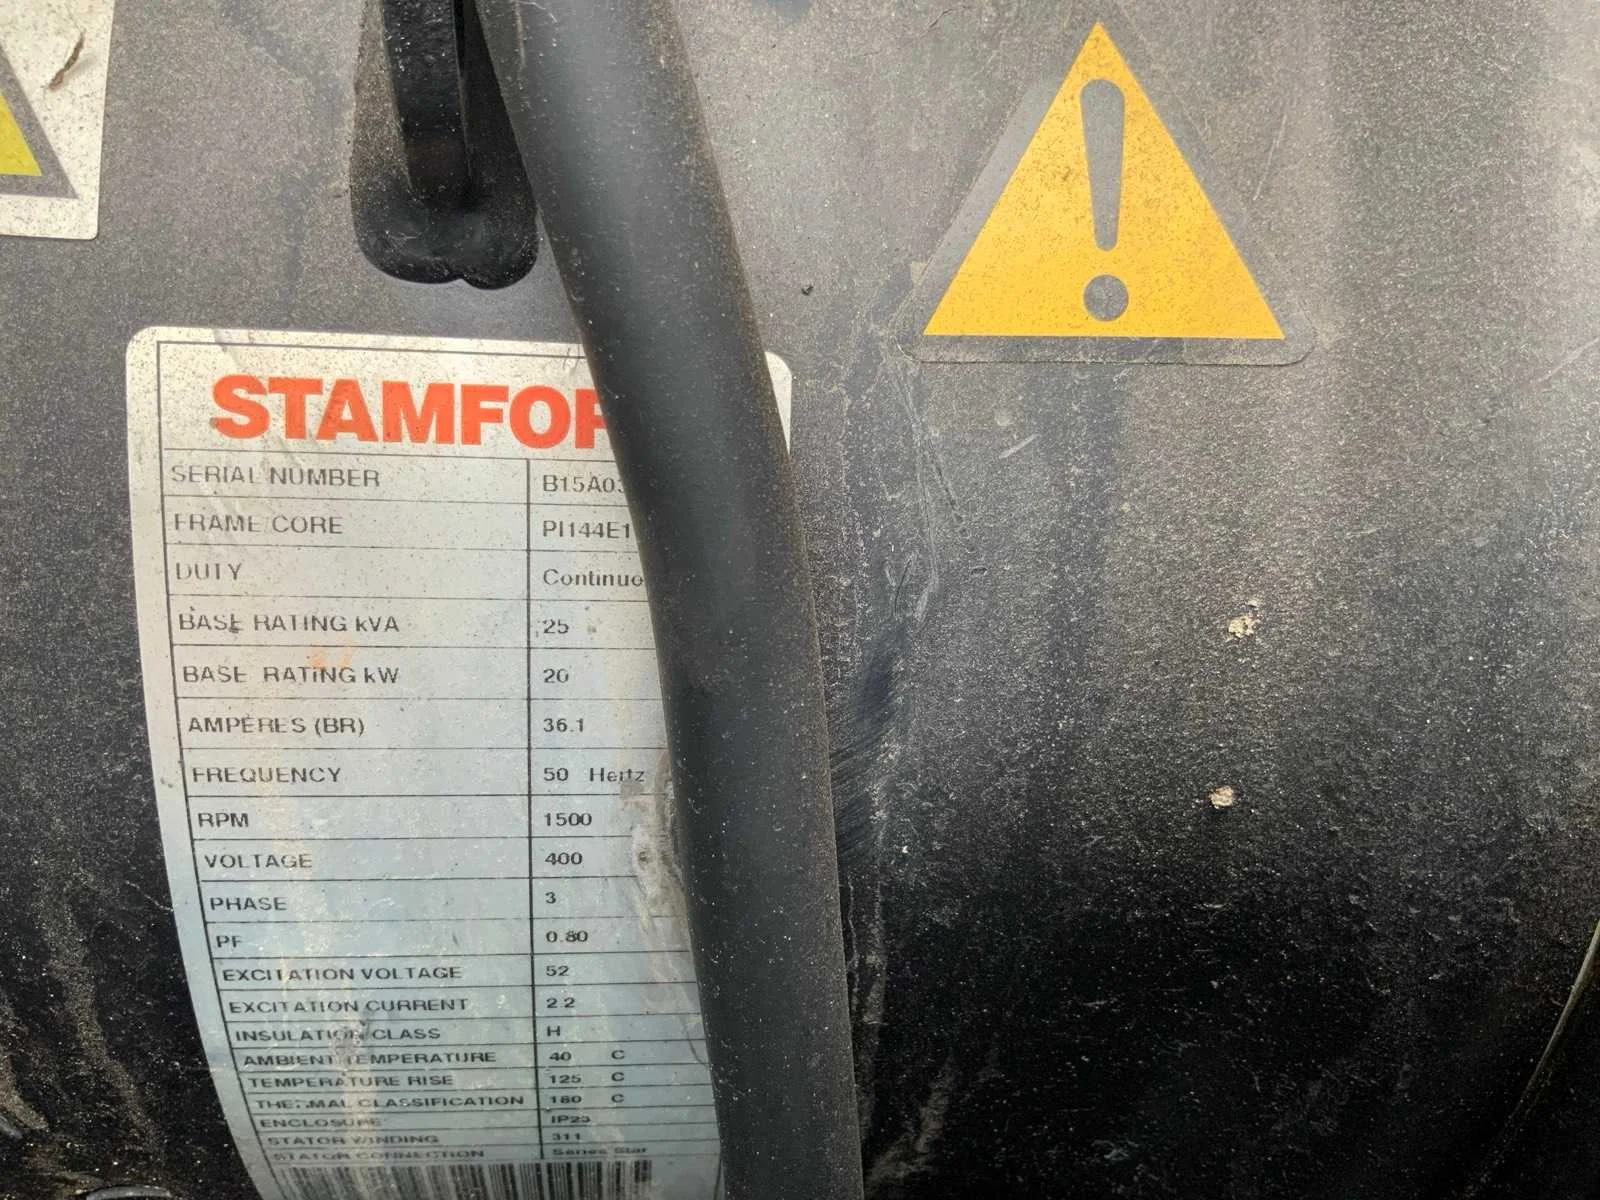 STAMFOR
SERIAL NUMBER B15A03
FRAME/CORE PI144E1
DUTY Continuo
BASE RATING kVA 25
BASE RATING kW 20
AMPERES (BR) 36.1
FREQUENCY 50 Hertz
RPM 1500
VOLTAGE 400
PHASE 3
PF 0.80
EXCITATION VOLTAGE 52
EXCITATION CURRENT 2.2
INSULATION CLASS H
AMBIENT TEMPERATURE 40 C
TEMPERATURE RISE 125 C
THERMAL CLASSIFICATION 180 C
ENCLOSURE IP23
STATOR WINDING 311
STATOR CONNECTION Series Star